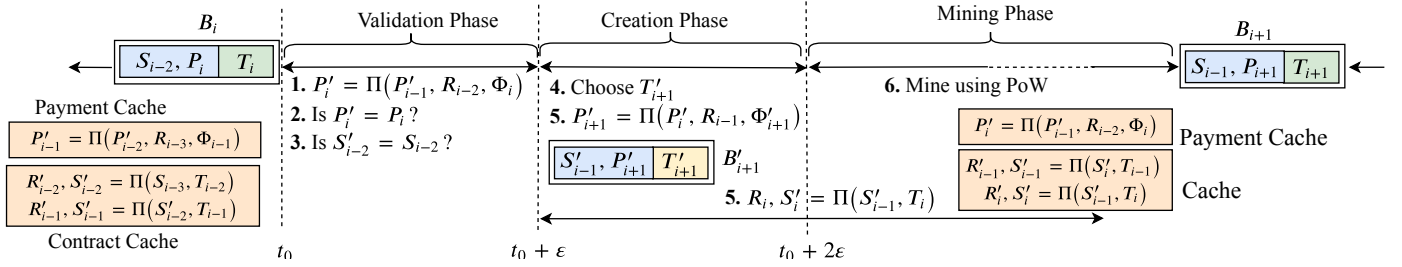 B_i
Validation Phase
Creation Phase
Mining Phase
B_{i+1}
S_{i-2}, P_i T_i
S_{i-1}, P_{i+1} T_{i+1}
1. P'_i = Π(P'_{i-1}, R_{i-2}, Φ_i)
2. Is P'_i = P_i ?
3. Is S'_{i-2} = S_{i-2} ?
4. Choose T'_{i+1}
5. P'_{i+1} = Π(P'_i, R_{i-1}, Φ'_{i+1})
6. Mine using PoW
Payment Cache
P'_{i-1} = Π(P'_{i-2}, R_{i-3}, Φ_{i-1})
R'_{i-2}, S'_{i-2} = Π(S_{i-3}, T_{i-2})
R'_{i-1}, S'_{i-1} = Π(S'_{i-2}, T_{i-1})
Contract Cache
S'_{i-1}, P'_{i+1} T'_{i+1}
B'_{i+1}
5. R_i, S'_i = Π(S'_{i-1}, T_i)
P'_i = Π(P'_{i-1}, R_{i-2}, Φ_i)
Payment Cache
R'_{i-1}, S'_{i-1} = Π(S'_i, T_{i-1})
R'_i, S'_i = Π(S'_{i-1}, T_i)
Cache
t_0
t_0 + ε
t_0 + 2ε